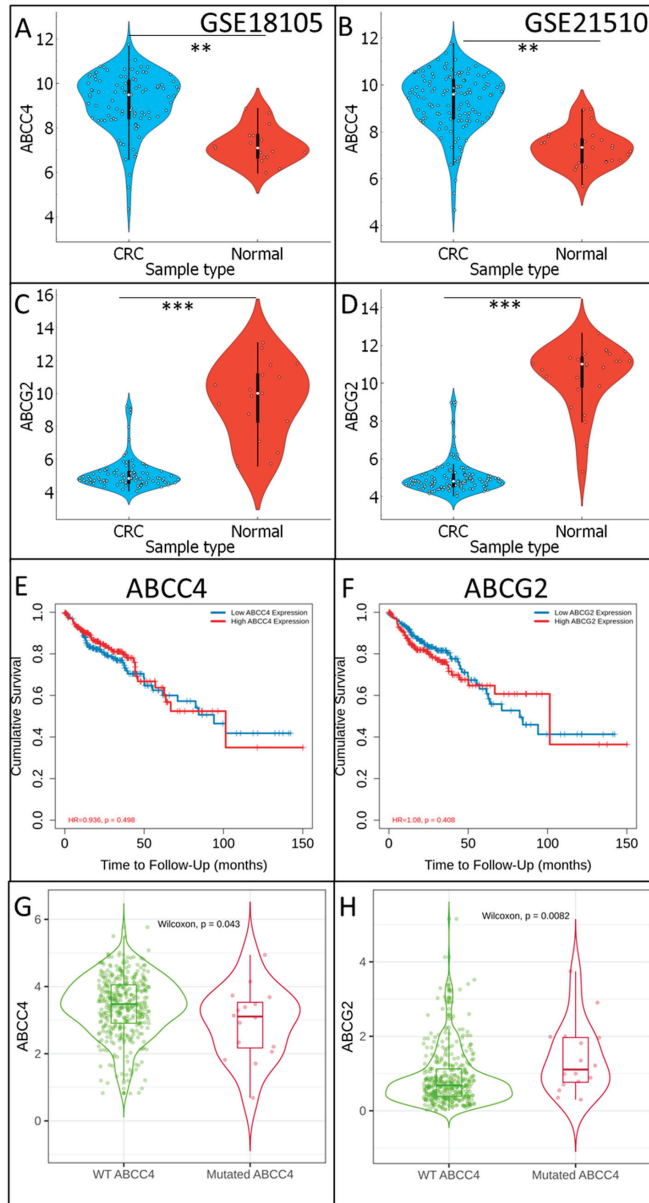 A
GSE18105
**
ABCC4
12
10
8
6
4
CRC
Normal
Sample type
B
GSE21510
**
ABCC4
12
10
8
6
4
CRC
Normal
Sample type
C
***
ABCG2
16
14
12
10
8
6
4
CRC
Normal
Sample type
D
***
ABCG2
14
12
10
8
6
4
CRC
Normal
Sample type
E
ABCC4
Low ABCC4 Expression
High ABCC4 Expression
Cumulative Survival
1.0
0.8
0.6
0.4
0.2
0.0
HR=0.936, p = 0.498
0 50 100 150
Time to Follow-Up (months)
F
ABCG2
Low ABCG2 Expression
High ABCG2 Expression
Cumulative Survival
1.0
0.8
0.6
0.4
0.2
0.0
HR=1.08, p = 0.408
0 50 100 150
Time to Follow-Up (months)
G
Wilcoxon, p = 0.043
ABCC4
6
4
2
0
WT ABCC4
Mutated ABCC4
H
Wilcoxon, p = 0.0082
ABCG2
4
2
0
WT ABCC4
Mutated ABCC4